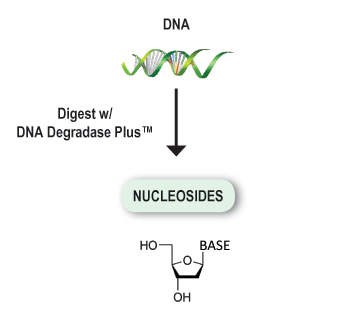 DNA
Digest w/
DNA Degradase Plus™
NUCLEOSIDES
HO
BASE
O
OH